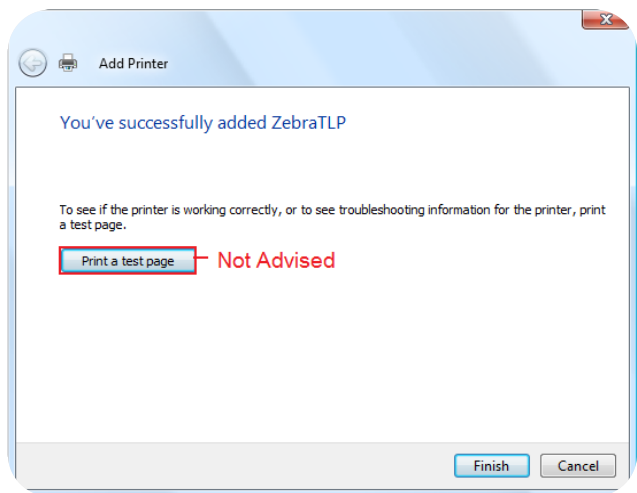 Add Printer
You've successfully added ZebraTLP
To see if the printer is working correctly, or to see troubleshooting information for the printer, print
a test page.
Print a test page
Not Advised
Finish
Cancel